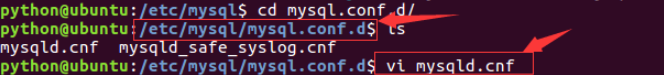 python@ubuntu:/etc/mysql$ cd mysql.conf.d/
python@ubuntu:/etc/mysql/mysql.conf.d$ ls
mysqld.cnf  mysqld_safe_syslog.cnf
python@ubuntu:/etc/mysql/mysql.conf.d$ vi mysqld.cnf